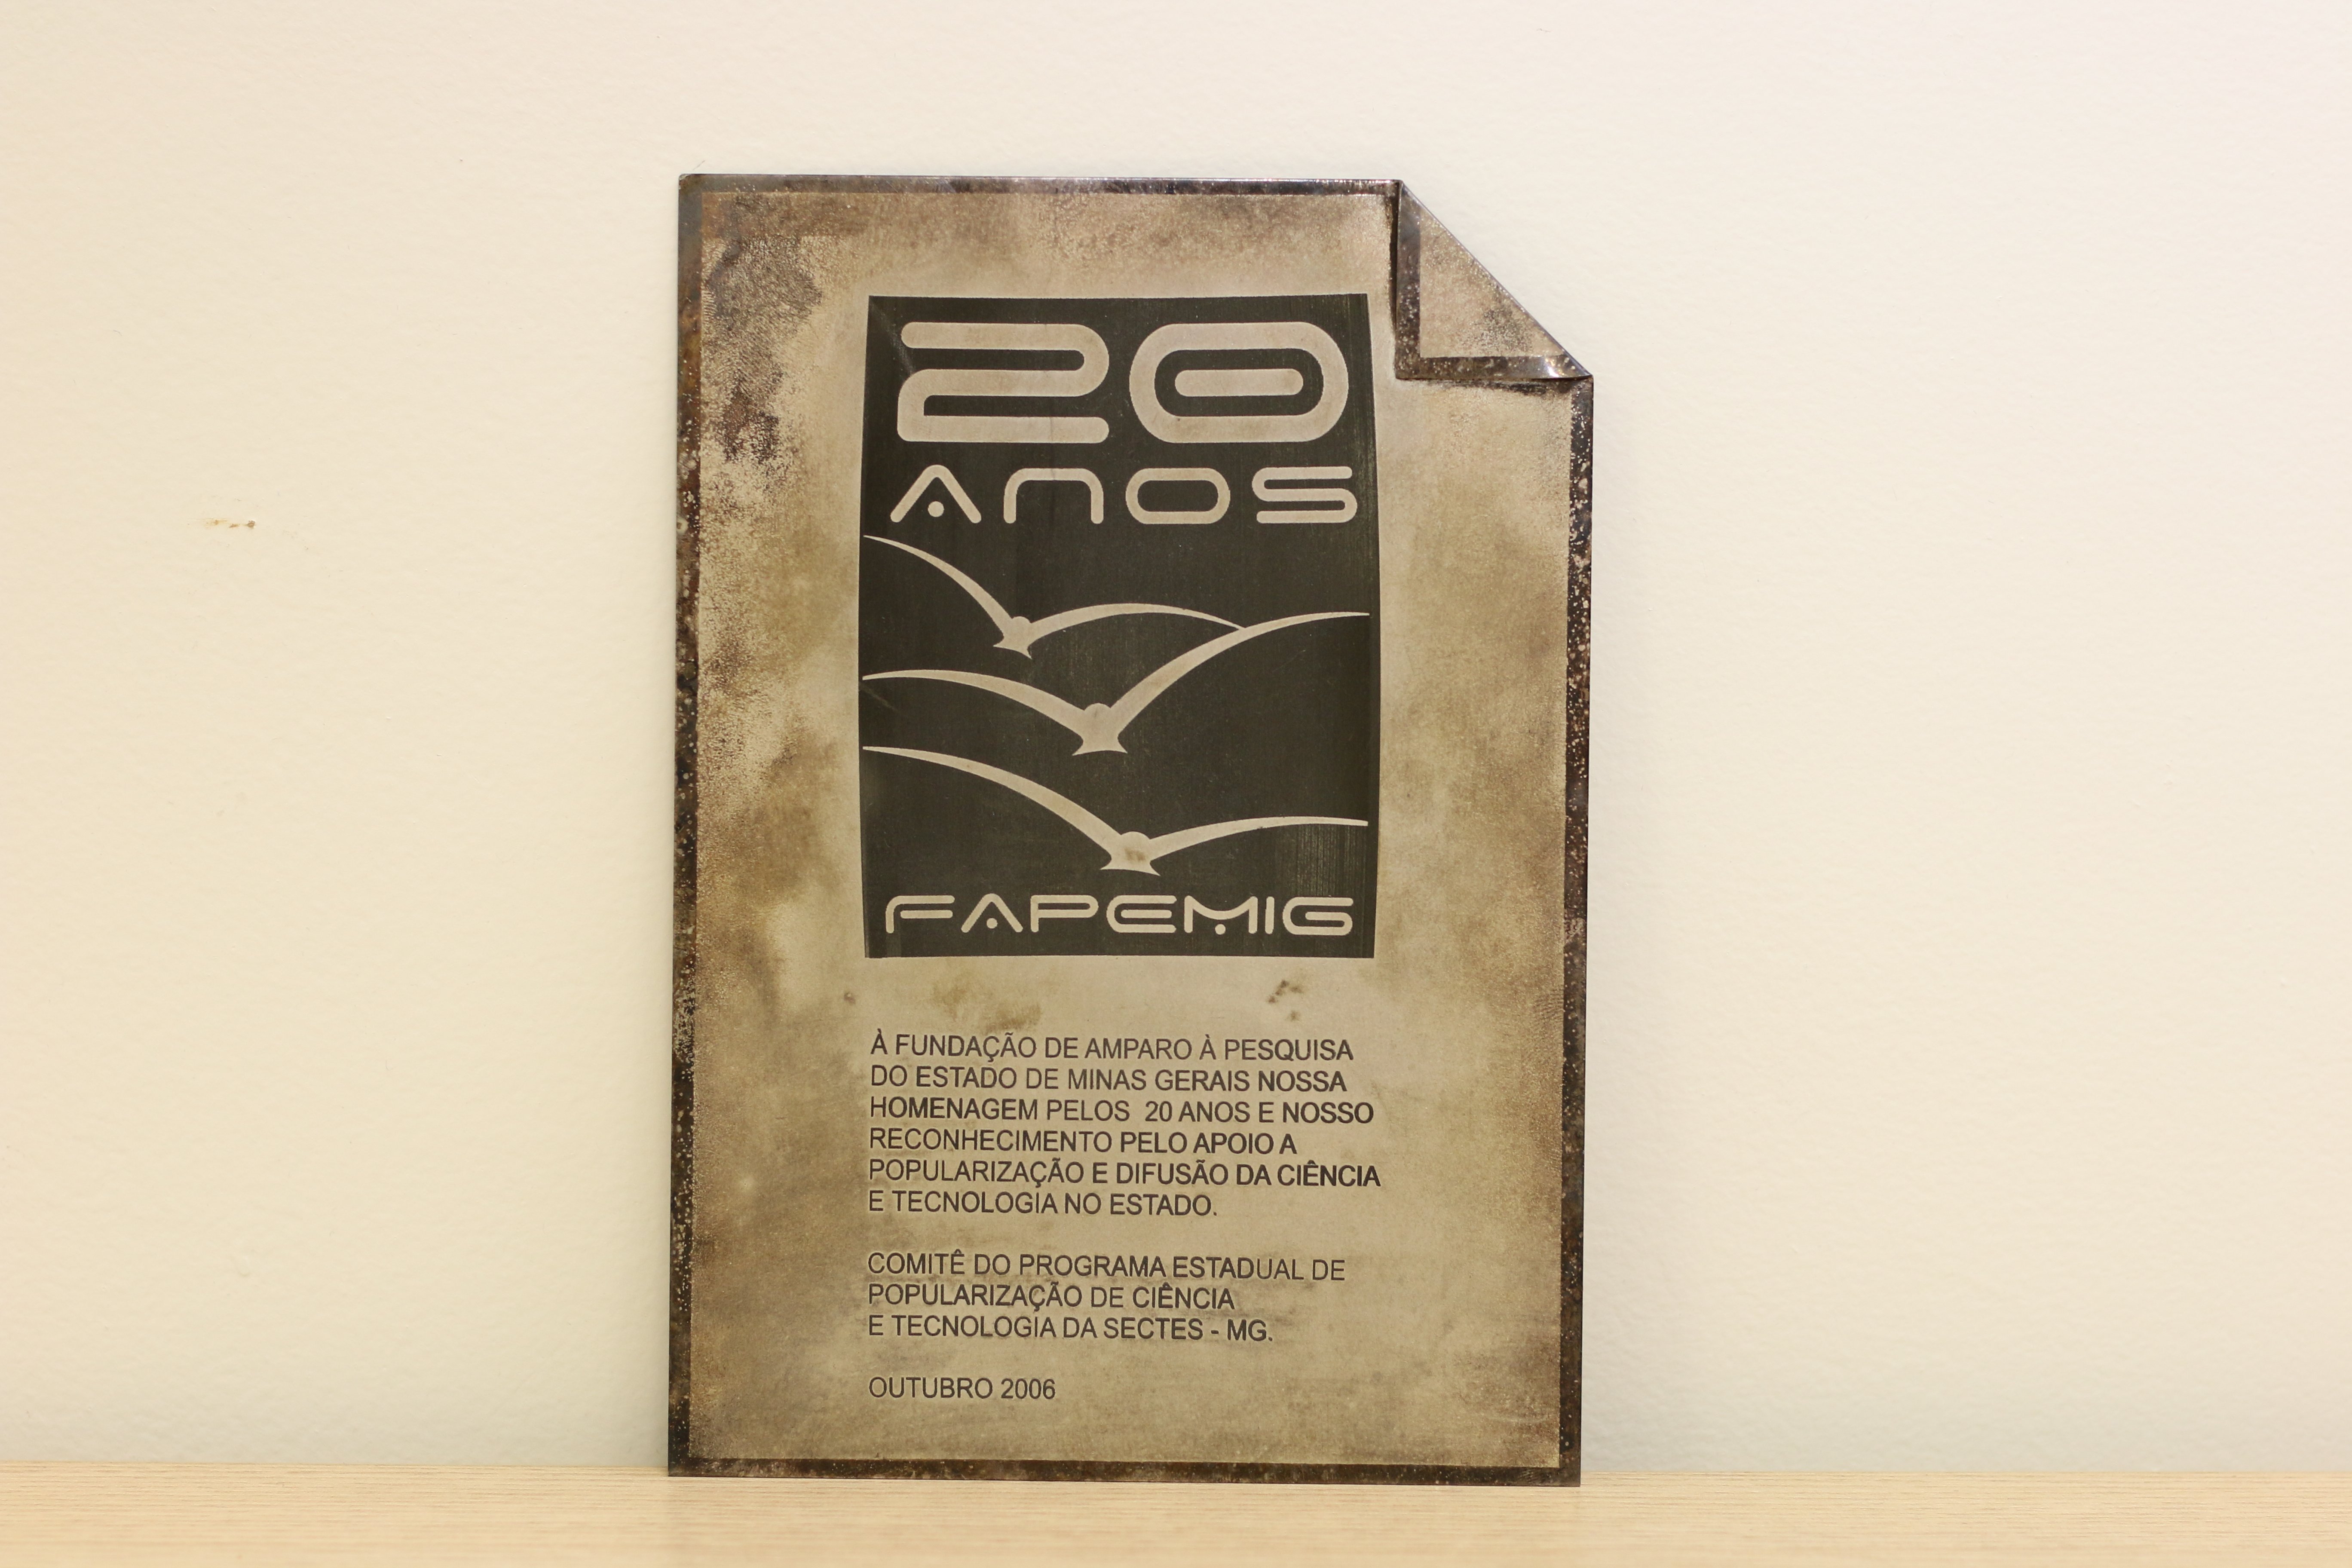 20
ANOS
FAPEMIG
À FUNDAÇÃO DE AMPARO À PESQUISA
DO ESTADO DE MINAS GERAIS NOSSA
HOMENAGEM PELOS 20 ANOS E NOSSO
RECONHECIMENTO PELO APOIO A
POPULARIZAÇÃO E DIFUSÃO DA CIÊNCIA
E TECNOLOGIA NO ESTADO.
COMITÊ DO PROGRAMA ESTADUAL DE
POPULARIZAÇÃO DE CIÊNCIA
E TECNOLOGIA DA SECTES - MG.
OUTUBRO 2006